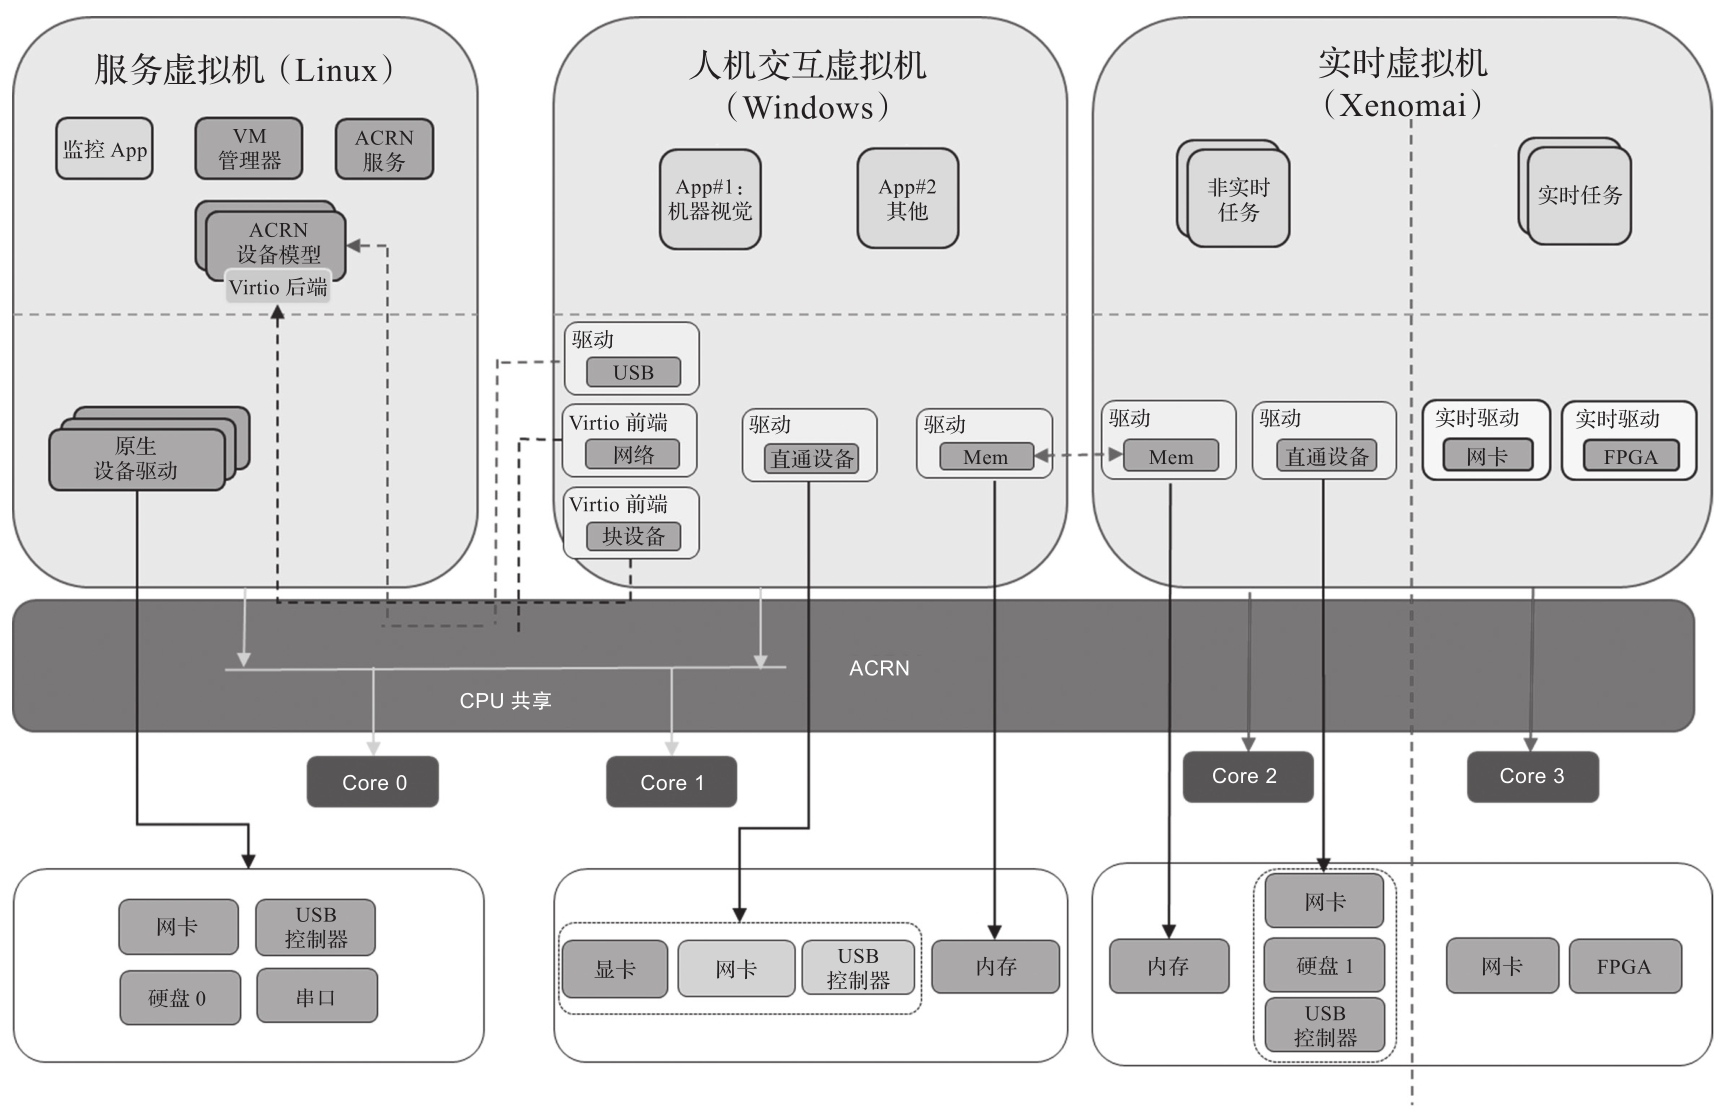 服务虚拟机（Linux）
监控 App
VM
管理器
ACRN
服务
ACRN
设备模型
Virtio 后端
原生
设备驱动
人机交互虚拟机
（Windows）
App#1：
机器视觉
App#2
其他
驱动
USB
Virtio 前端
网络
Virtio 前端
块设备
驱动
直通设备
驱动
Mem
实时虚拟机
（Xenomai）
非实时
任务
实时任务
驱动
Mem
驱动
直通设备
实时驱动
网卡
实时驱动
FPGA
ACRN
CPU 共享
Core 0
Core 1
Core 2
Core 3
网卡
USB
控制器
硬盘 0
串口
显卡
网卡
USB
控制器
内存
内存
网卡
硬盘 1
USB
控制器
网卡
FPGA